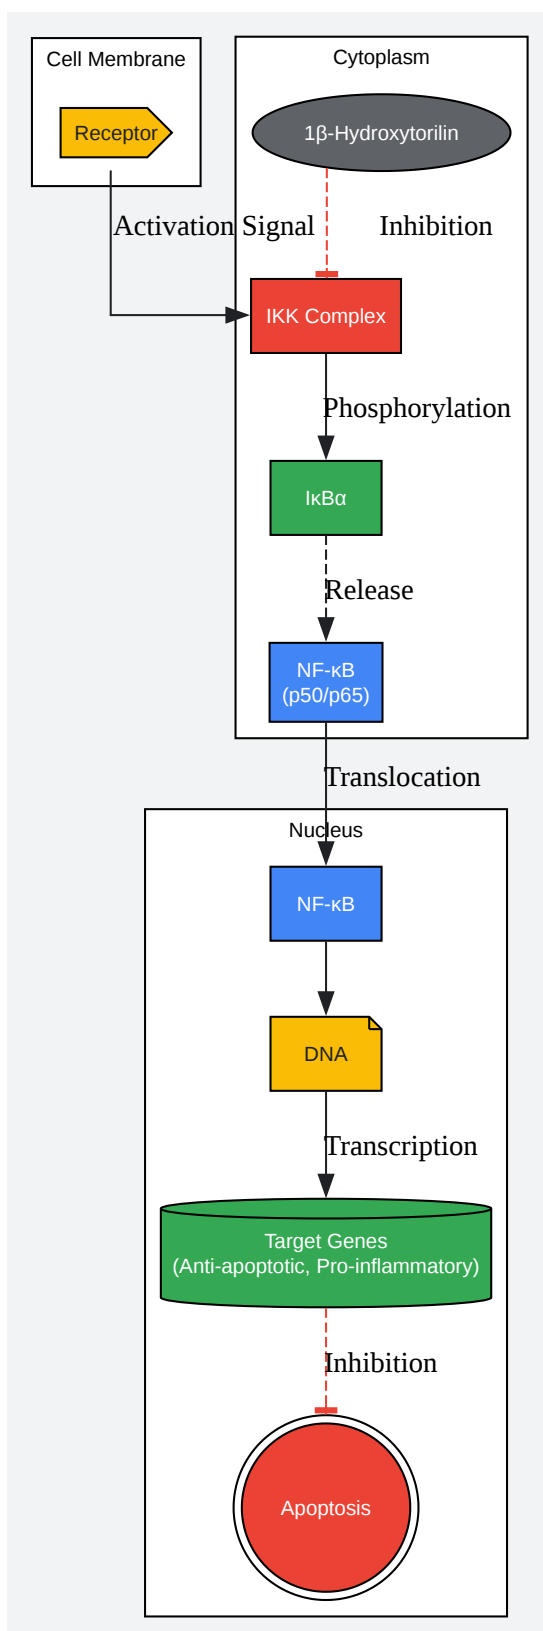 Cell Membrane
Cytoplasm
Receptor
1β-Hydroxytorilin
Activation Signal
Inhibition
IKK Complex
Phosphorylation
IκBα
Release
NF-κB
(p50/p65)
Translocation
Nucleus
NF-κB
DNA
Transcription
Target Genes
(Anti-apoptotic, Pro-inflammatory)
Inhibition
Apoptosis